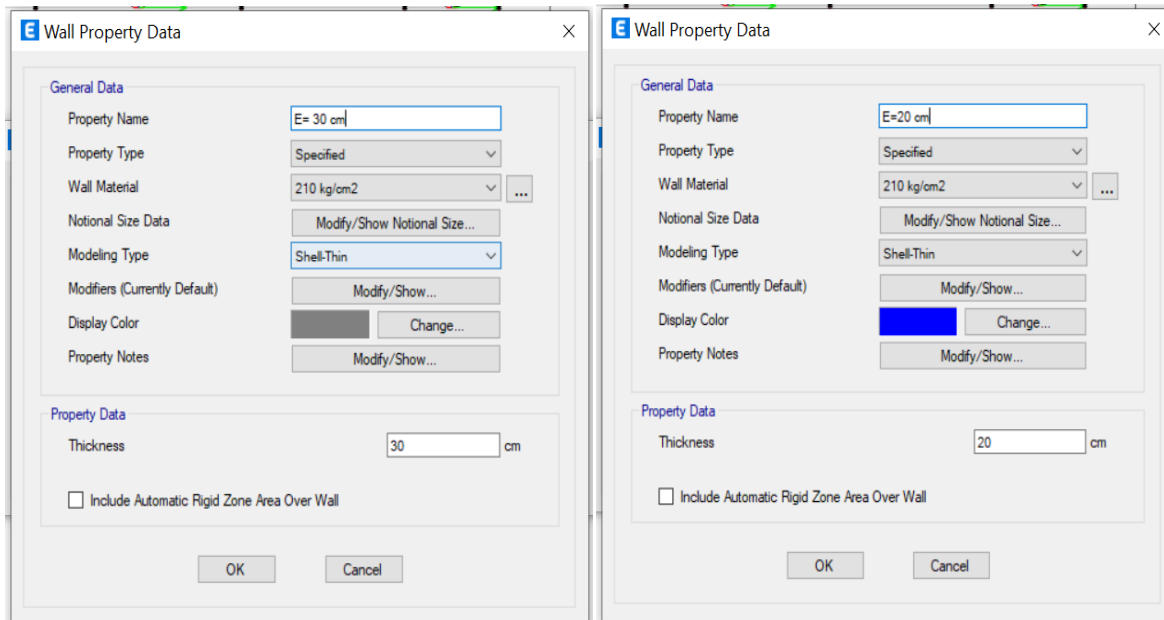 E Wall Property Data
General Data
Property Name E= 30 cm
Property Type Specified
Wall Material 210 kg/cm2 ...
Notional Size Data Modify/Show Notional Size...
Modeling Type Shell-Thin
Modifiers (Currently Default) Modify/Show...
Display Color Change...
Property Notes Modify/Show...
Property Data
Thickness 30 cm
Include Automatic Rigid Zone Area Over Wall
OK Cancel
E Wall Property Data
General Data
Property Name E=20 cm
Property Type Specified
Wall Material 210 kg/cm2 ...
Notional Size Data Modify/Show Notional Size...
Modeling Type Shell-Thin
Modifiers (Currently Default) Modify/Show...
Display Color Change...
Property Notes Modify/Show...
Property Data
Thickness 20 cm
Include Automatic Rigid Zone Area Over Wall
OK Cancel